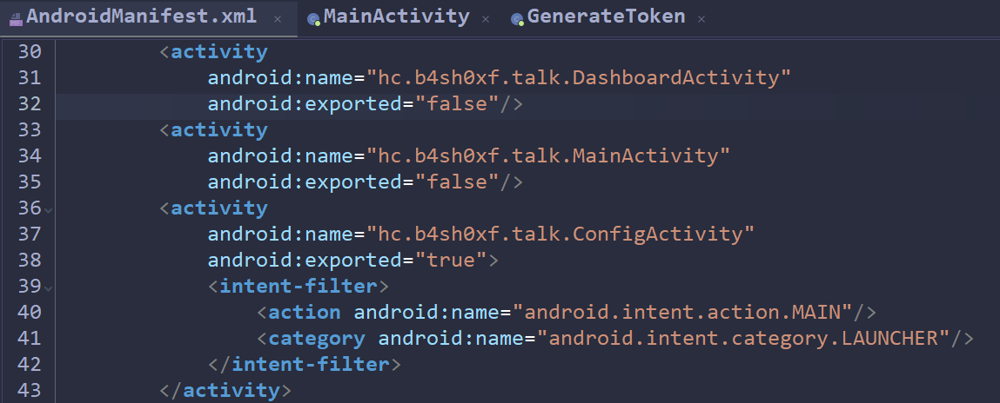 AndroidManifest.xml × MainActivity × GenerateToken ×
30 <activity
31 android:name="hc.b4sh0xf.talk.DashboardActivity"
32 android:exported="false"/>
33 <activity
34 android:name="hc.b4sh0xf.talk.MainActivity"
35 android:exported="false"/>
36 <activity
37 android:name="hc.b4sh0xf.talk.ConfigActivity"
38 android:exported="true">
39 <intent-filter>
40 <action android:name="android.intent.action.MAIN"/>
41 <category android:name="android.intent.category.LAUNCHER"/>
42 </intent-filter>
43 </activity>